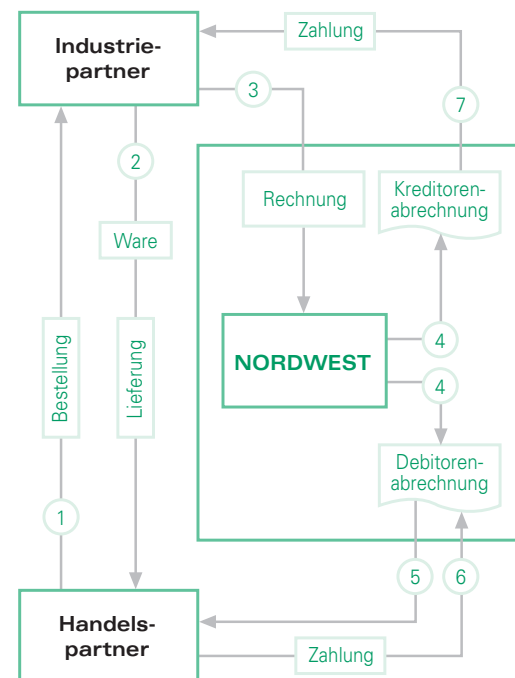 Zahlung
Industrie-
partner
3
7
2
Rechnung
Kreditoren-
abrechnung
Ware
NORDWEST
4
4
Bestellung
Lieferung
Debitoren-
abrechnung
1
5
6
Handels-
partner
Zahlung